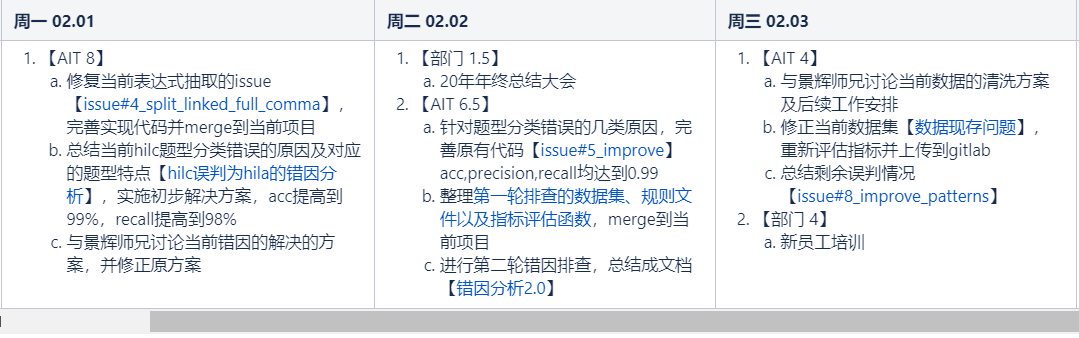 周一 02.01
1. 【AIT 8】
a. 修复当前表达式抽取的issue
【issue#4_split_linked_full_comma】，
完善实现代码并merge到当前项目
b. 总结当前hilc题型分类错误的原因及对应
的题型特点【hilc误判为hila的错因分
析】，实施初步解决方案，acc提高到
99%，recall提高到98%
c. 与景辉师兄讨论当前错因的解决的方
案，并修正原方案
周二 02.02
1. 【部门 1.5】
a. 20年年终总结大会
2. 【AIT 6.5】
a. 针对题型分类错误的几类原因，完
善原有代码【issue#5_improve】
acc,precision,recall均达到0.99
b. 整理第一轮排查的数据集、规则文
件以及指标评估函数，merge到当
前项目
c. 进行第二轮错因排查，总结成文档
【错因分析2.0】
周三 02.03
1. 【AIT 4】
a. 与景辉师兄讨论当前数据的清洗方案
及后续工作安排
b. 修正当前数据集【数据现存问题】，
重新评估指标并上传到gitlab
c. 总结剩余误判情况
【issue#8_improve_patterns】
2. 【部门 4】
a. 新员工培训